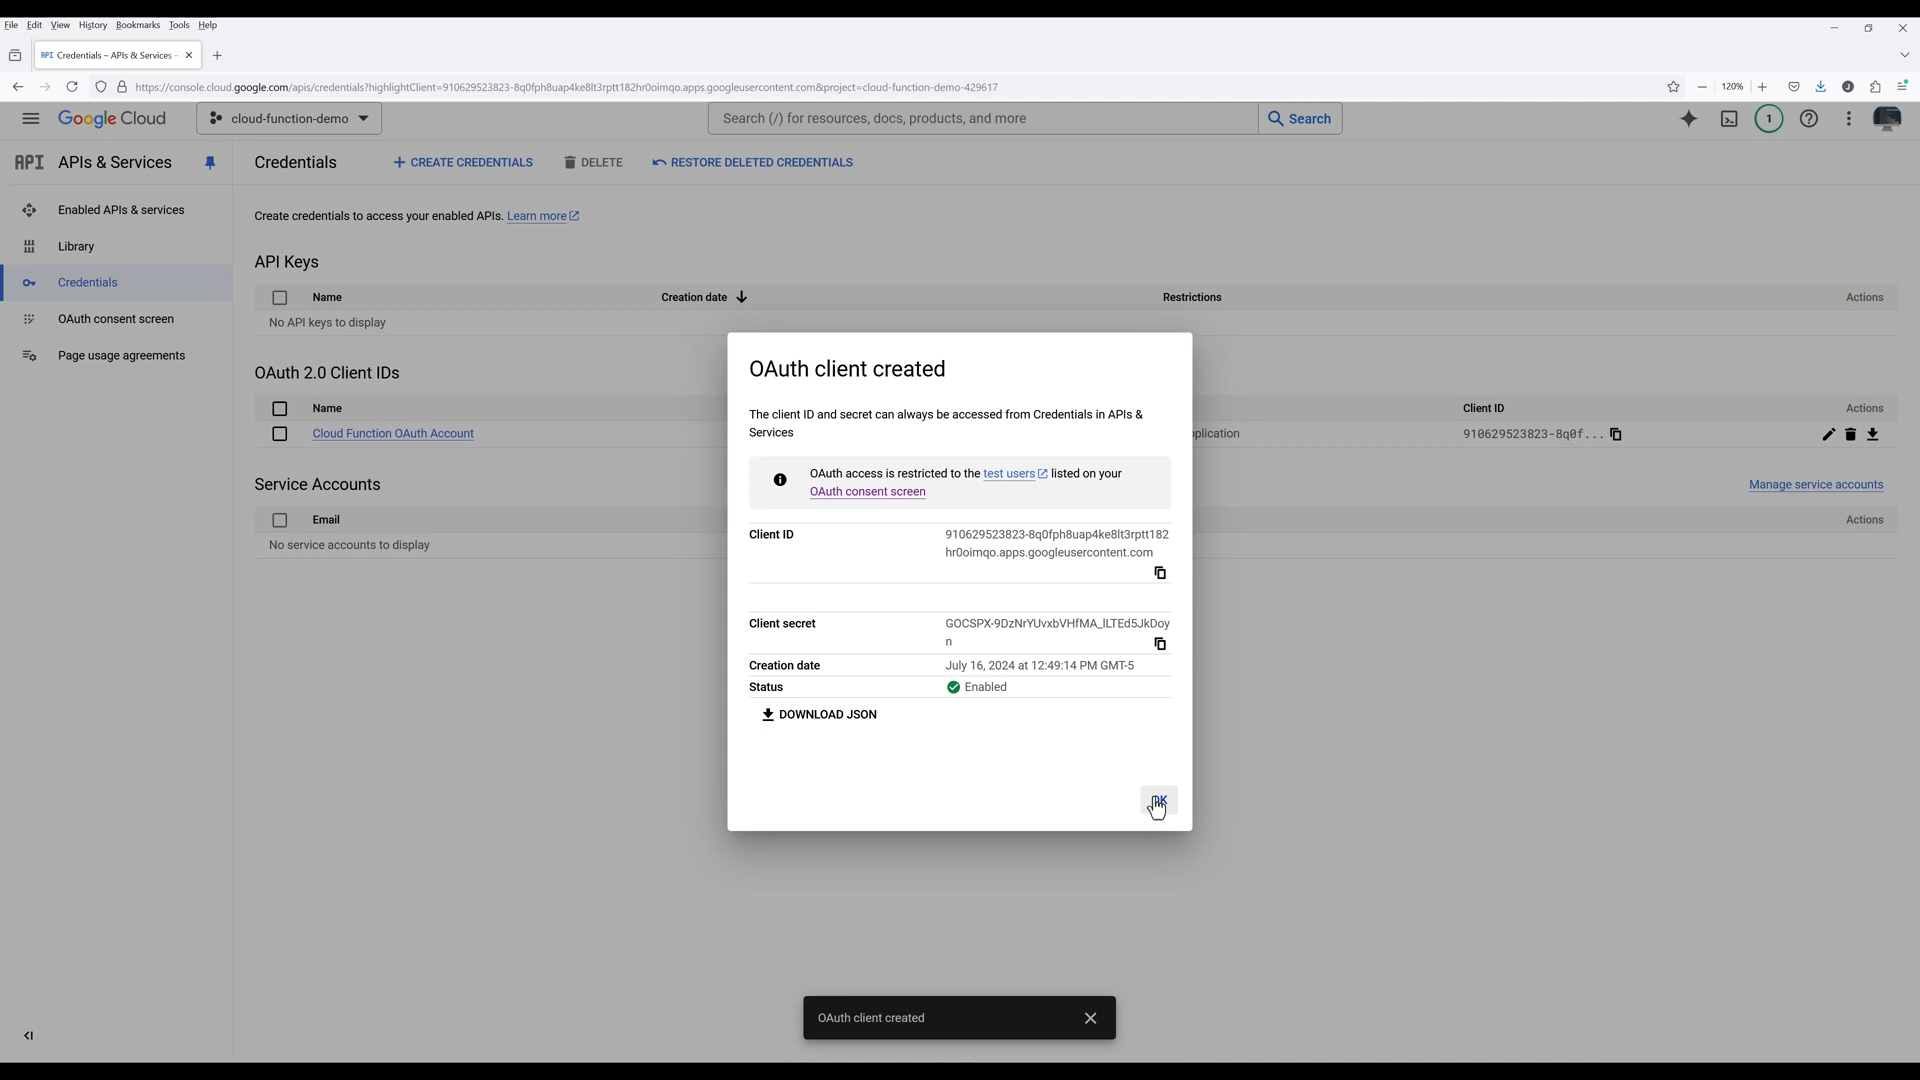 File Edit View History Bookmarks Tools Help
API Credentials – APIs & Services -
https://console.cloud.google.com/apis/credentials?highlightClient=910629523823-8q0fph8uap4ke8lt3rptt182hr0oimqo.apps.googleusercontent.com&project=cloud-function-demo-429617
120%
Google Cloud
cloud-function-demo
Search (/) for resources, docs, products, and more
Search
1
API APIs & Services
Credentials
CREATE CREDENTIALS
DELETE
RESTORE DELETED CREDENTIALS
Enabled APIs & services
Library
Credentials
OAuth consent screen
Page usage agreements
Create credentials to access your enabled APIs. Learn more
API Keys
Name Creation date Restrictions Actions
No API keys to display
OAuth 2.0 Client IDs
Name Client ID Actions
Cloud Function OAuth Account plication 910629523823-8q0f...
Service Accounts
Manage service accounts
Email Actions
No service accounts to display
OAuth client created
The client ID and secret can always be accessed from Credentials in APIs &
Services
OAuth access is restricted to the test users listed on your
OAuth consent screen
Client ID 910629523823-8q0fph8uap4ke8lt3rptt182
hr0oimqo.apps.googleusercontent.com
Client secret GOCSPX-9DzNrYUvxbVHfMA_ILTEd5JkDoy
n
Creation date July 16, 2024 at 12:49:14 PM GMT-5
Status Enabled
DOWNLOAD JSON
OK
OAuth client created